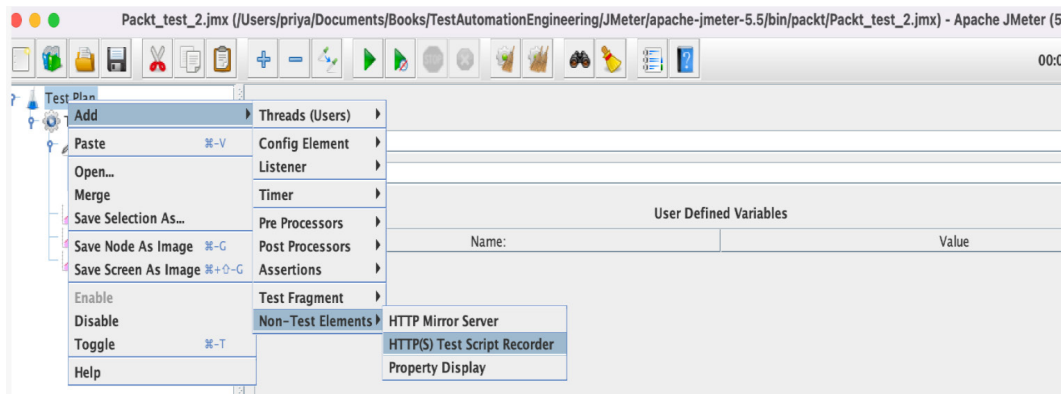 Packt_test_2.jmx (/Users/priya/Documents/Books/TestAutomationEngineering/JMeter/apache-jmeter-5.5/bin/packt/Packt_test_2.jmx) - Apache JMeter (5
00:0
Test Plan
Add
Paste ⌘-V
Open...
Merge
Save Selection As...
Save Node As Image ⌘-G
Save Screen As Image ⌘+⇧-G
Enable
Disable
Toggle ⌘-T
Help
Threads (Users)
Config Element
Listener
Timer
Pre Processors
Post Processors
Assertions
Test Fragment
Non-Test Elements
HTTP Mirror Server
HTTP(S) Test Script Recorder
Property Display
User Defined Variables
Name: Value